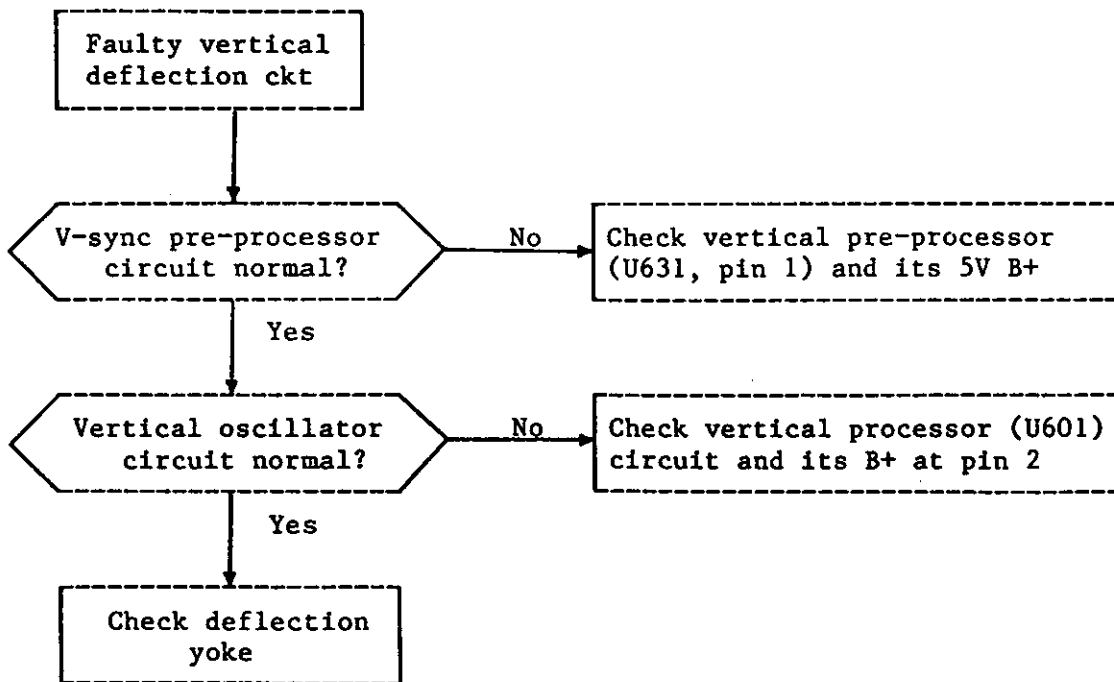 Faulty vertical
deflection ckt
V-sync pre-processor
circuit normal?
No
Check vertical pre-processor
(U631, pin 1) and its 5V B+
Yes
Vertical oscillator
circuit normal?
No
Check vertical processor (U601)
circuit and its B+ at pin 2
Yes
Check deflection
yoke